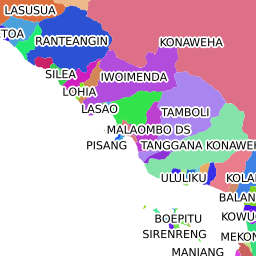 LASUSUA
TOA
RANTEANGIN
KONAWEHA
SILEA
IWOIMENDA
LOHIA
LASAO
TAMBOLI
MALAOMBO DS
PISANG
TANGGANA
KONAWEH
ULULIKU
KOLA
BALAN
BOEPITU
KOWU
SIRENRENG
MEKON
MANIANG